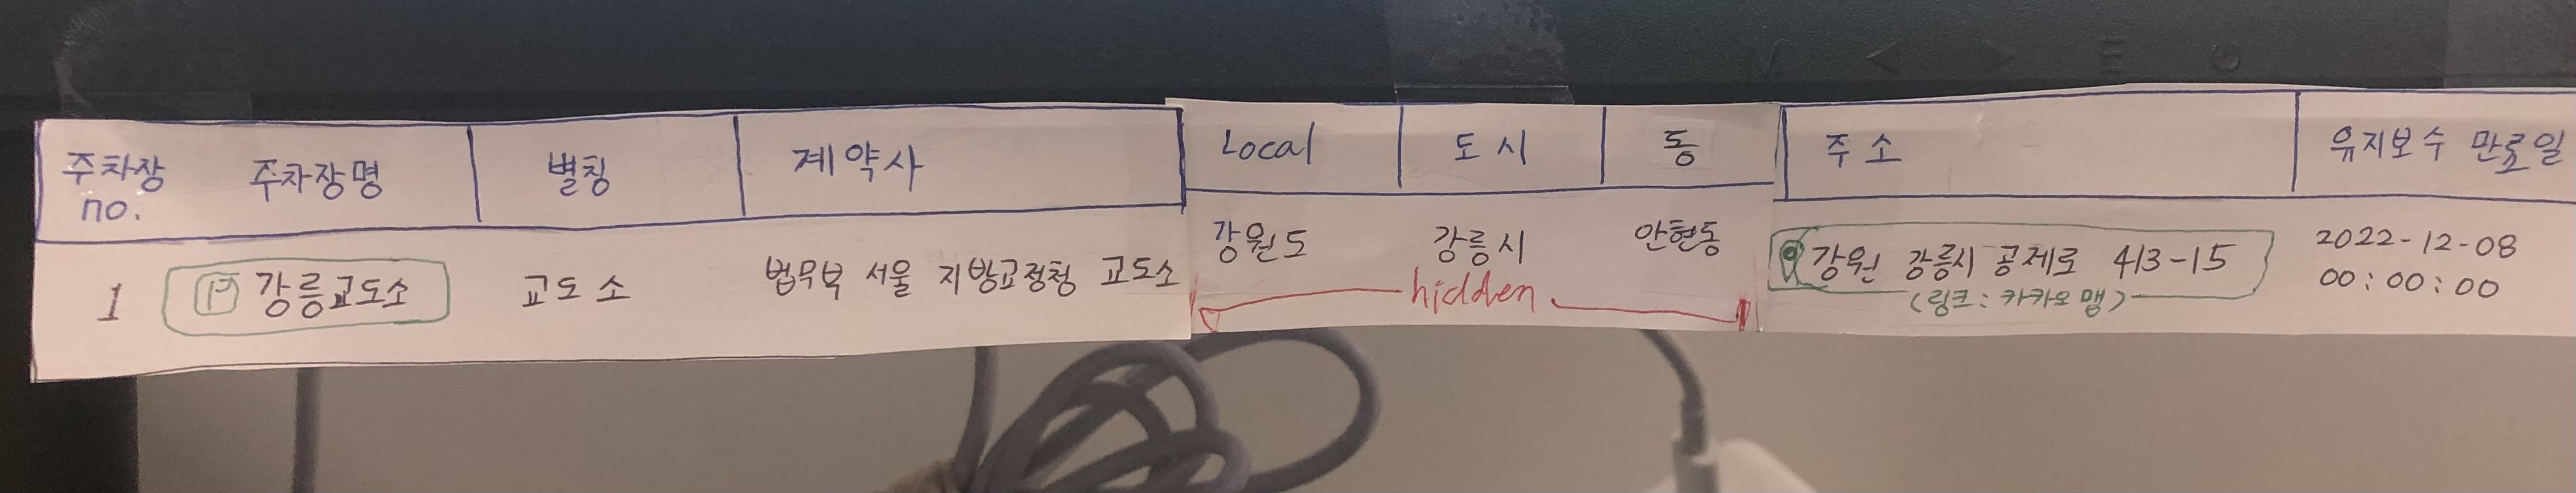 주차장 no. 주차장명 별칭 계약사 Local 도시 동 주소 유지보수 만료일
1 P 강릉교도소 교도소 법무부 서울 지방교정청 교도소 강원도 강릉시 안현동 강원 강릉시 공제로 413-15 2022-12-08
hidden (링크: 카카오맵) 00:00:00